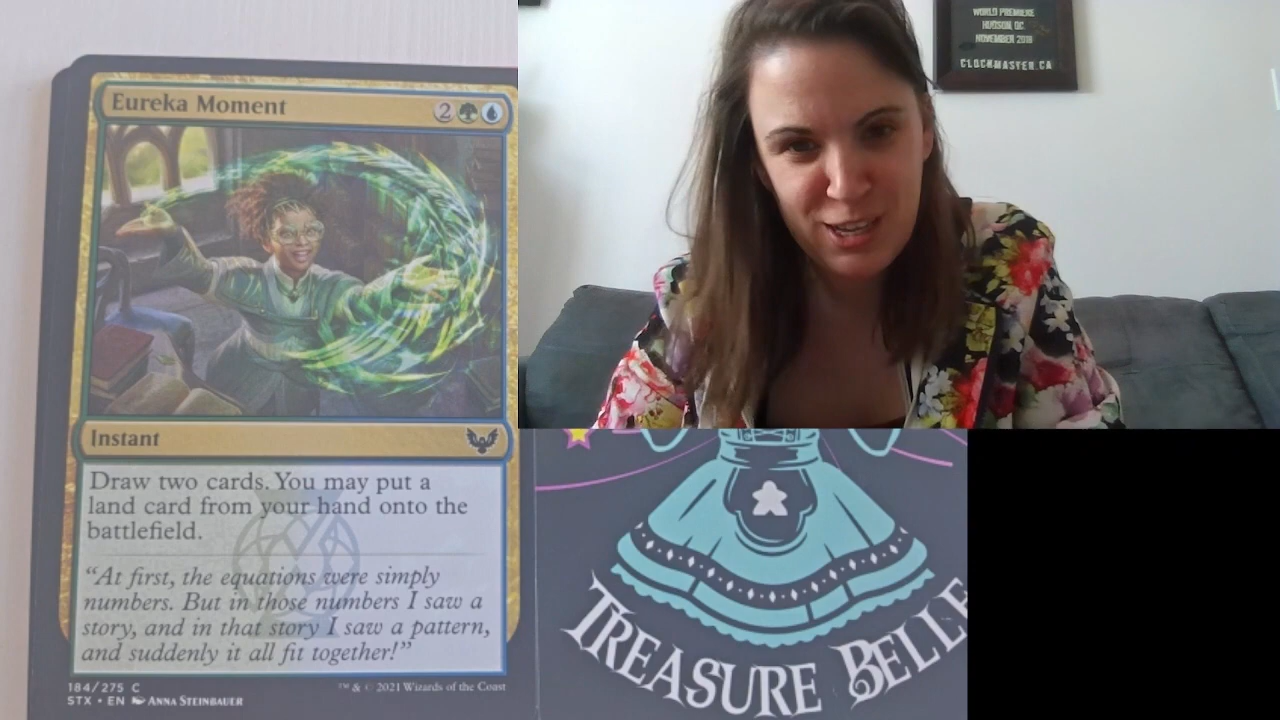 Eureka Moment
2
Instant
Draw two cards. You may put a
land card from your hand onto the
battlefield.
“At first, the equations were simply
numbers. But in those numbers I saw a
story, and in that story I saw a pattern,
and suddenly it all fit together!”
184/275 C
STX • EN Anna Steinbauer
™ & © 2021 Wizards of the Coast
WORLD PREMIERE
HUDSON, QC
NOVEMBER 2018
CLOCKMASTER.CA
TREASURE BELLE